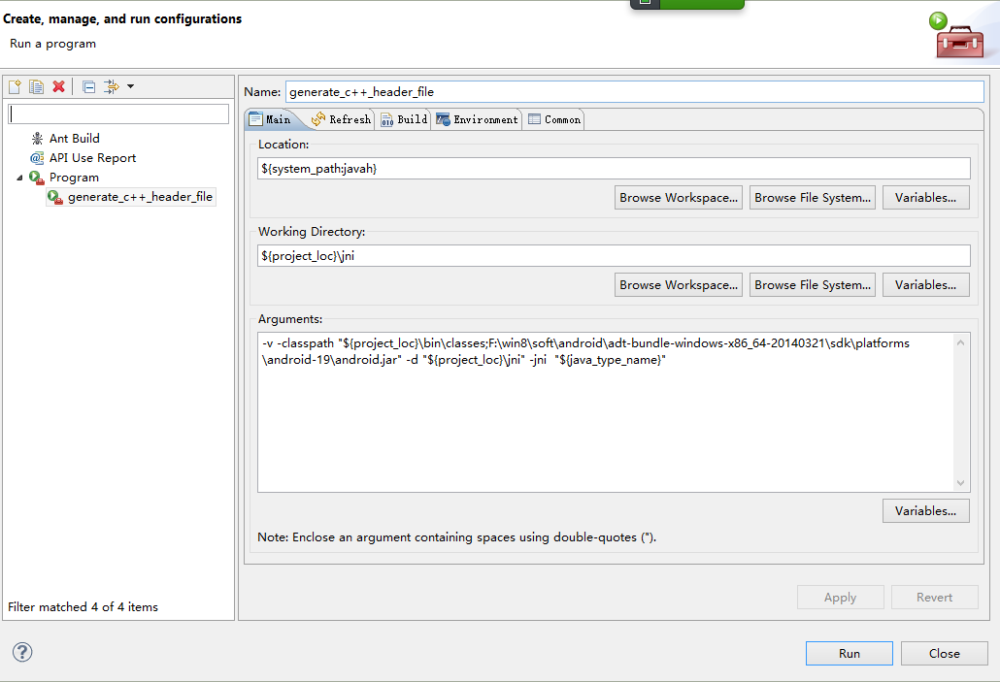 Create, manage, and run configurations
Run a program
Name: generate_c++_header_file
Main Refresh Build Environment Common
Ant Build
API Use Report
Program
generate_c++_header_file
Filter matched 4 of 4 items
Location:
${system_path:javah}
Browse Workspace... Browse File System... Variables...
Working Directory:
${project_loc}\jni
Browse Workspace... Browse File System... Variables...
Arguments:
-v -classpath "${project_loc}\bin\classes;F:\win8\soft\android\adt-bundle-windows-x86_64-20140321\sdk\platforms
\android-19\android.jar" -d "${project_loc}\jni" -jni  "${java_type_name}"
Variables...
Note: Enclose an argument containing spaces using double-quotes (").
Apply Revert
Run Close